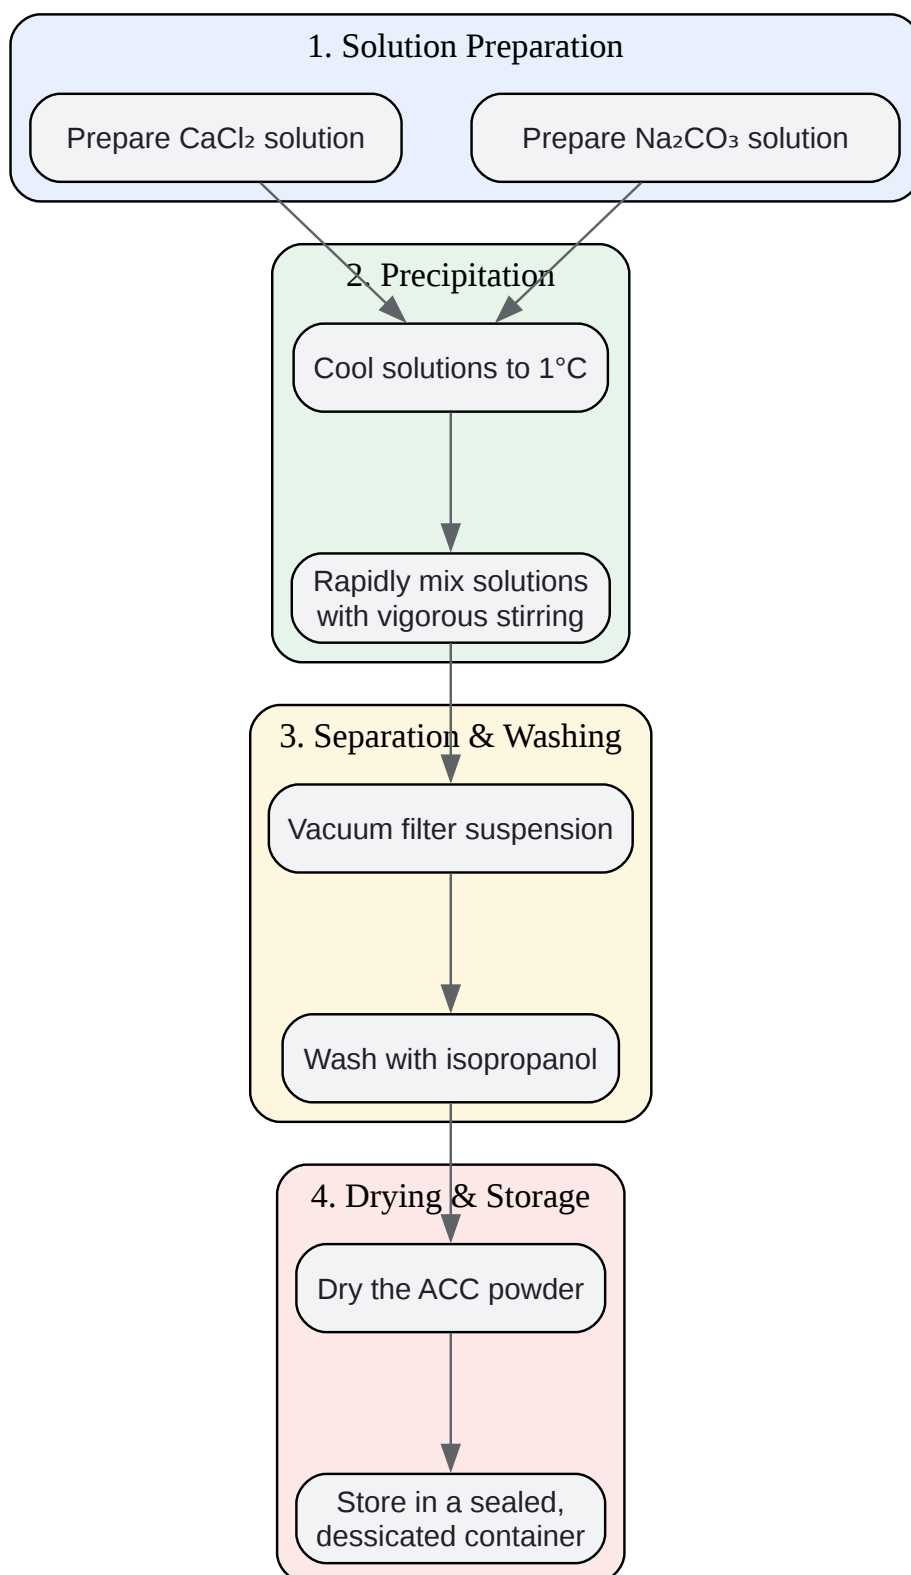 1. Solution Preparation
Prepare CaCl₂ solution
Prepare Na₂CO₃ solution
2. Precipitation
Cool solutions to 1°C
Rapidly mix solutions
with vigorous stirring
3. Separation & Washing
Vacuum filter suspension
Wash with isopropanol
4. Drying & Storage
Dry the ACC powder
Store in a sealed,
dessicated container